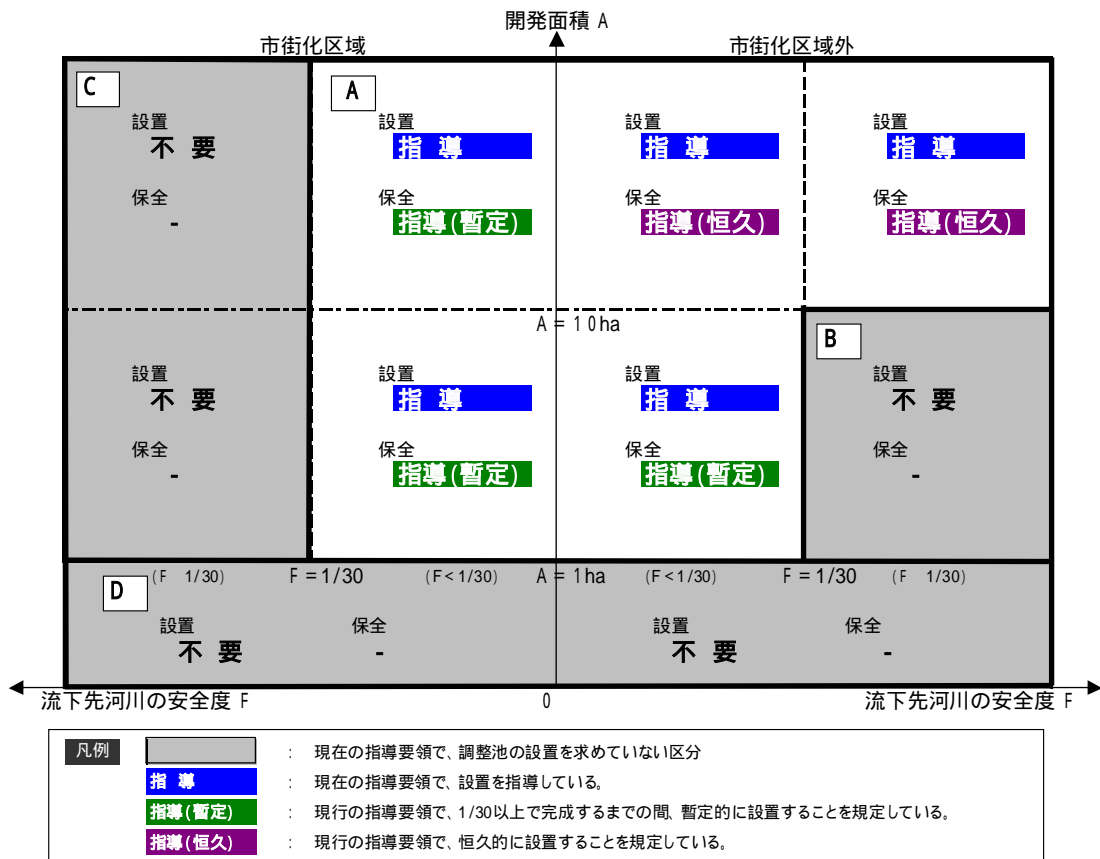 開発面積 A
市街化区域 市街化区域外
C A
設置 設置 設置 設置
不 要 指 導 指 導 指 導
保全 保全 保全 保全
- 指導(暫定) 指導(恒久) 指導(恒久)
A = 10ha
B
設置 設置 設置 設置
不 要 指 導 指 導 不 要
保全 保全 保全 保全
- 指導(暫定) 指導(暫定) -
(F 1/30) F = 1/30 (F < 1/30) A = 1ha (F < 1/30) F = 1/30 (F 1/30)
D
設置 保全 設置 保全
不 要 - 不 要 -
流下先河川の安全度 F 0 流下先河川の安全度 F
凡例 : 現在の指導要領で、調整池の設置を求めていない区分
指 導 : 現在の指導要領で、設置を指導している。
指導(暫定) : 現行の指導要領で、1/30以上で完成するまでの間、暫定的に設置することを規定している。
指導(恒久) : 現行の指導要領で、恒久的に設置することを規定している。